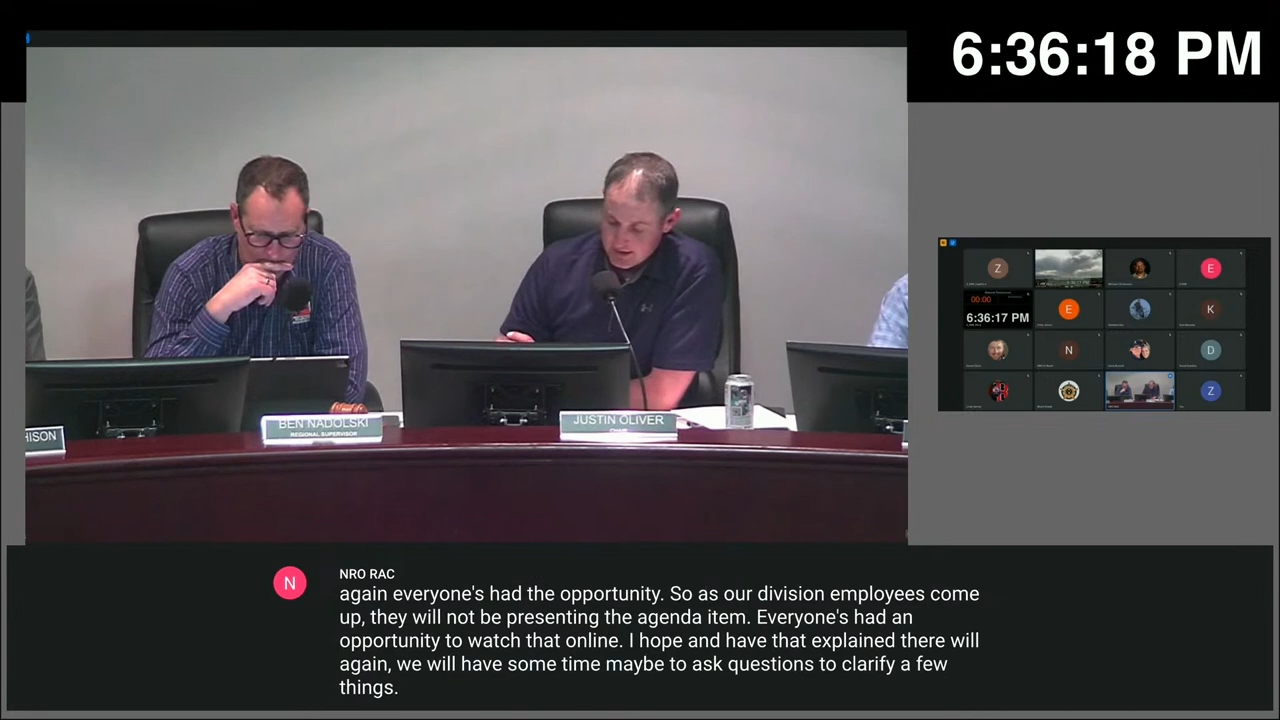 6:36:18 PM
HISON
BEN NADOLSKI
REGIONAL SUPERVISOR
JUSTIN OLIVER
Z
E
00:00
6:36:17 PM
E
K
N
D
Z
N
NRO RAC
again everyone's had the opportunity. So as our division employees come
up, they will not be presenting the agenda item. Everyone's had an
opportunity to watch that online. I hope and have that explained there will
again, we will have some time maybe to ask questions to clarify a few
things.